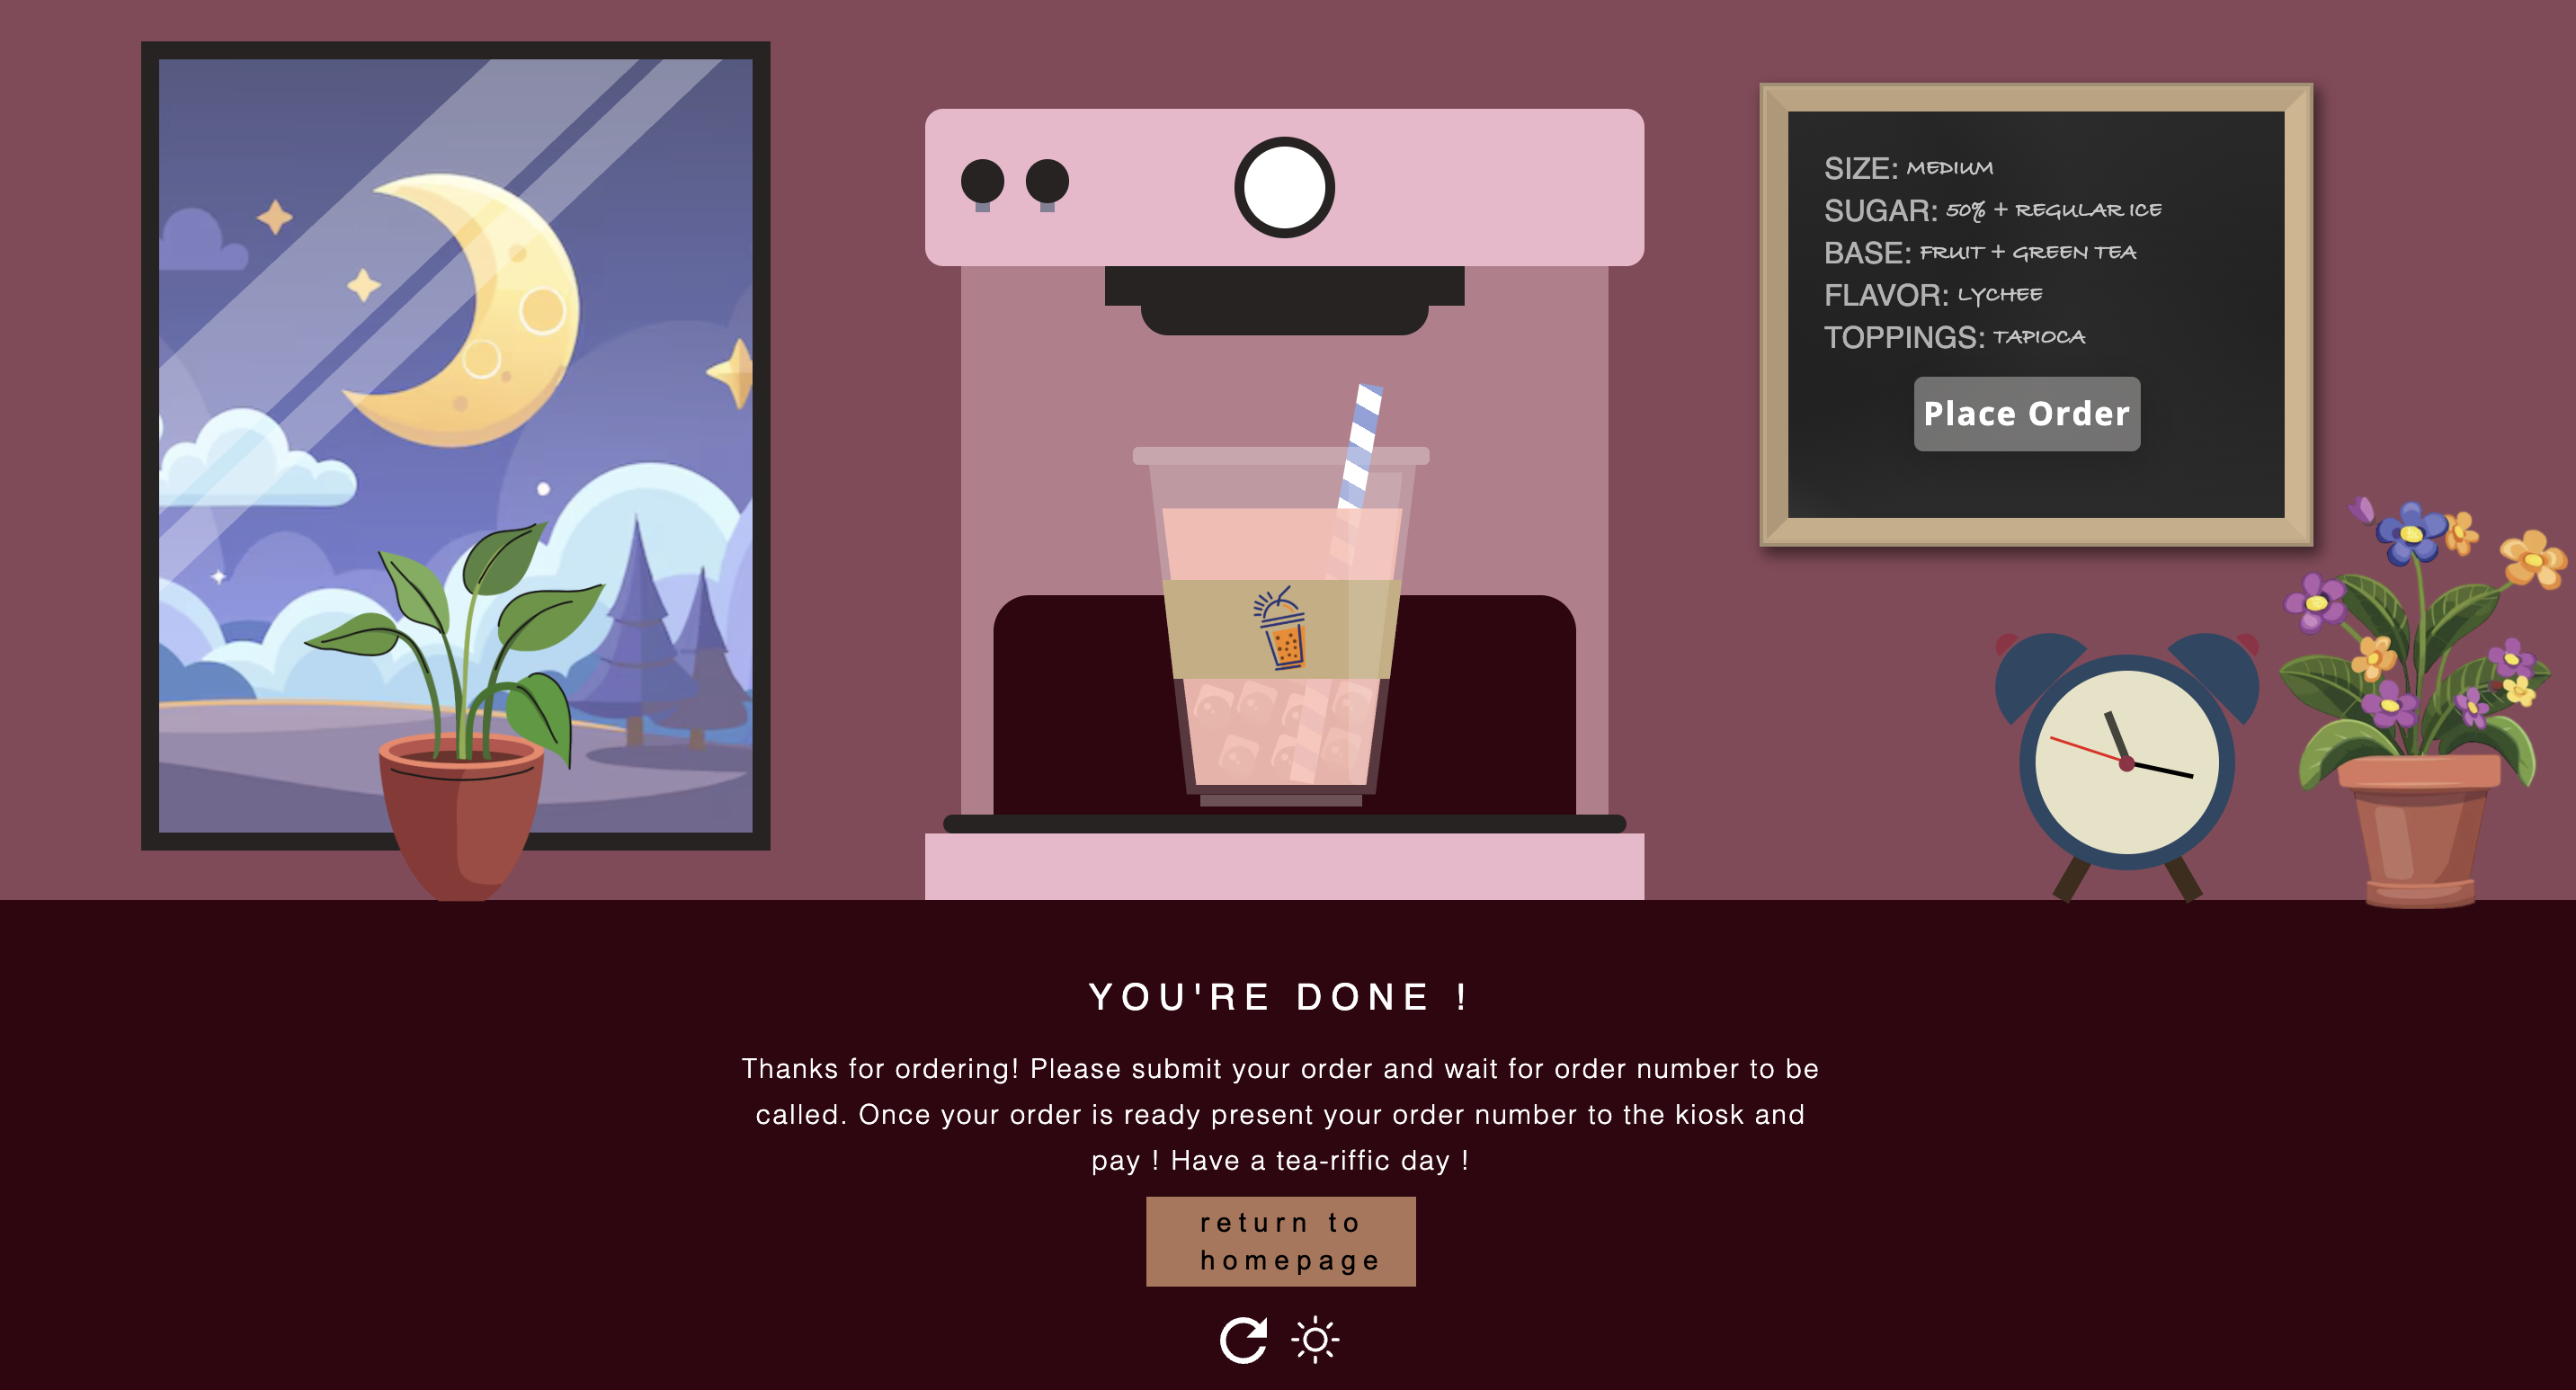 SIZE: MEDIUM
SUGAR: 50% + REGULAR ICE
BASE: FRUIT + GREEN TEA
FLAVOR: LYCHEE
TOPPINGS: TAPIOCA
Place Order
YOU'RE DONE !
Thanks for ordering! Please submit your order and wait for order number to be
called. Once your order is ready present your order number to the kiosk and
pay ! Have a tea-riffic day !
return to
homepage